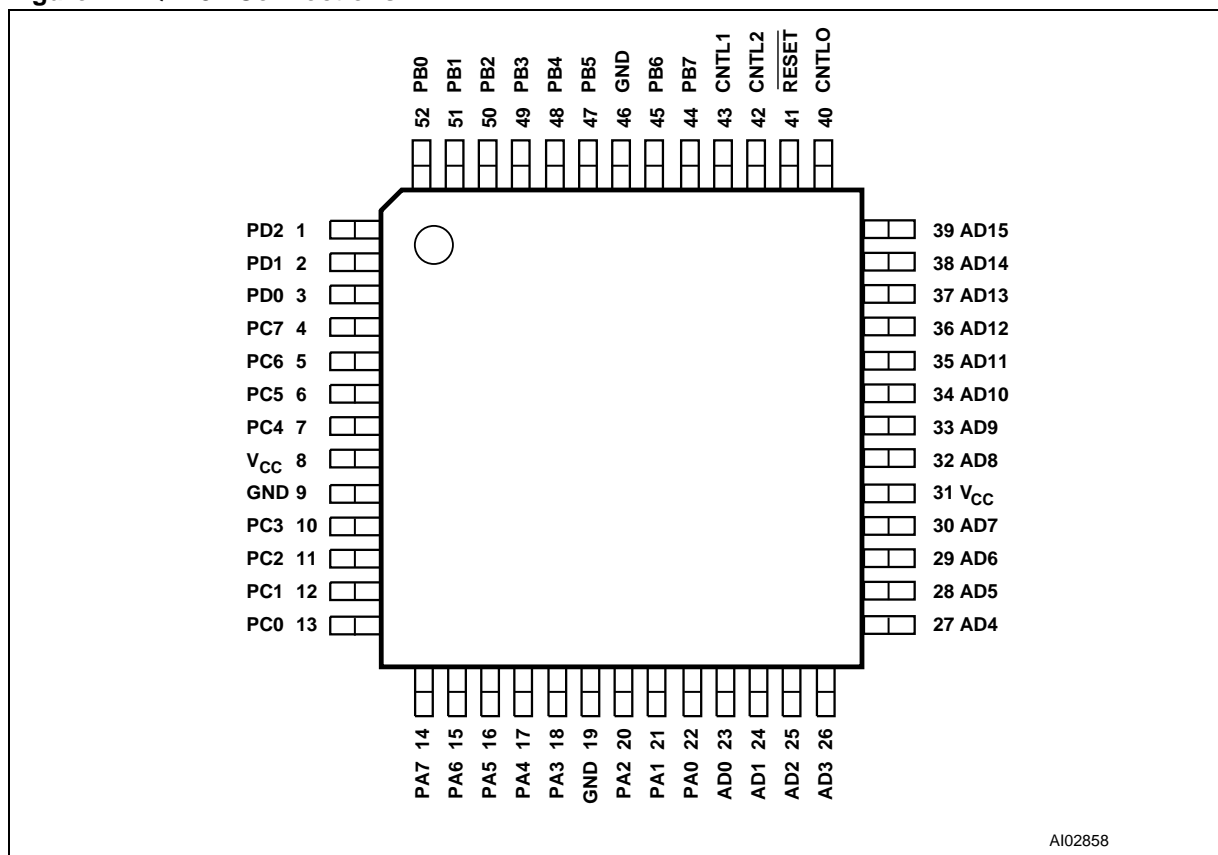 PB0
PB1
PB2
PB3
PB4
PB5
GND
PB6
PB7
CNTL1
CNTL2
RESET
CNTLO
52
51
50
49
48
47
46
45
44
43
42
41
40
PD2 1
PD1 2
PD0 3
PC7 4
PC6 5
PC5 6
PC4 7
VCC 8
GND 9
PC3 10
PC2 11
PC1 12
PC0 13
39 AD15
38 AD14
37 AD13
36 AD12
35 AD11
34 AD10
33 AD9
32 AD8
31 VCC
30 AD7
29 AD6
28 AD5
27 AD4
PA7 14
PA6 15
PA5 16
PA4 17
PA3 18
GND 19
PA2 20
PA1 21
PA0 22
AD0 23
AD1 24
AD2 25
AD3 26
AI02858